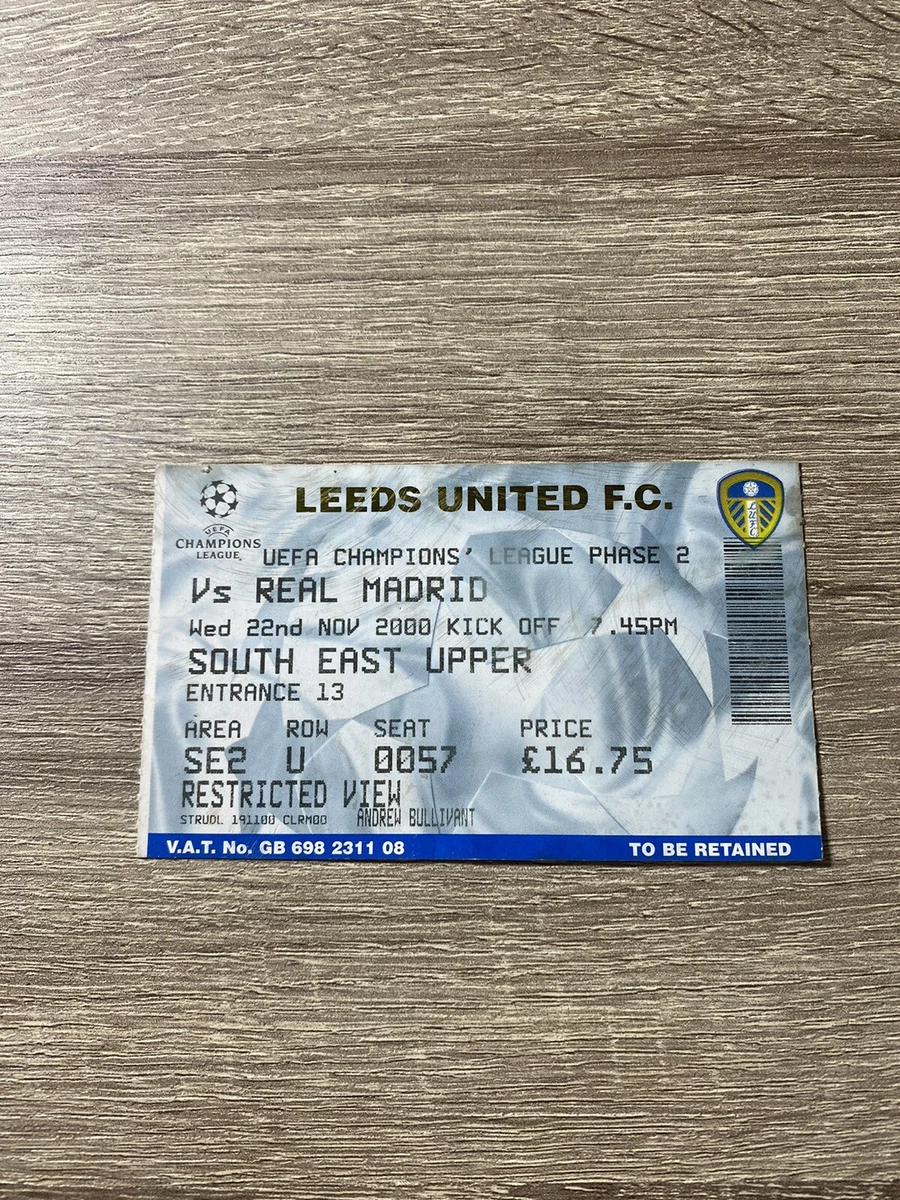 LEEDS UNITED F.C.
UEFA
CHAMPIONS
LEAGUE
LUFC
UEFA CHAMPIONS' LEAGUE PHASE 2
Vs REAL MADRID
Wed 22nd NOV 2000 KICK OFF 7.45PM
SOUTH EAST UPPER
ENTRANCE 13
AREA ROW SEAT PRICE
SE2 U 0057 £16.75
RESTRICTED VIEW
STRUDL 191100 CLRM00 ANDREW BULLIVANT
V.A.T. No. GB 698 2311 08 TO BE RETAINED